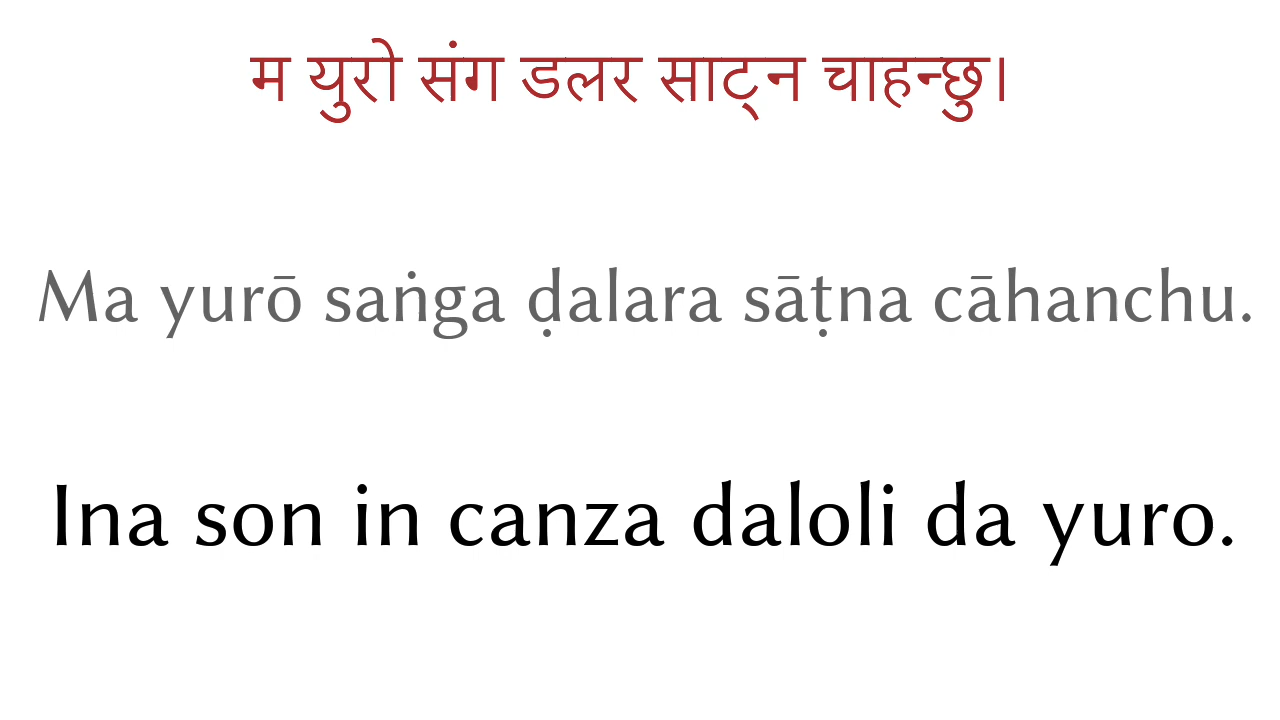 म युरो संग डलर साट्न चाहन्छु।
Ma yurō saṅga ḍalara sāṭna cāhanchu.
Ina son in canza daloli da yuro.